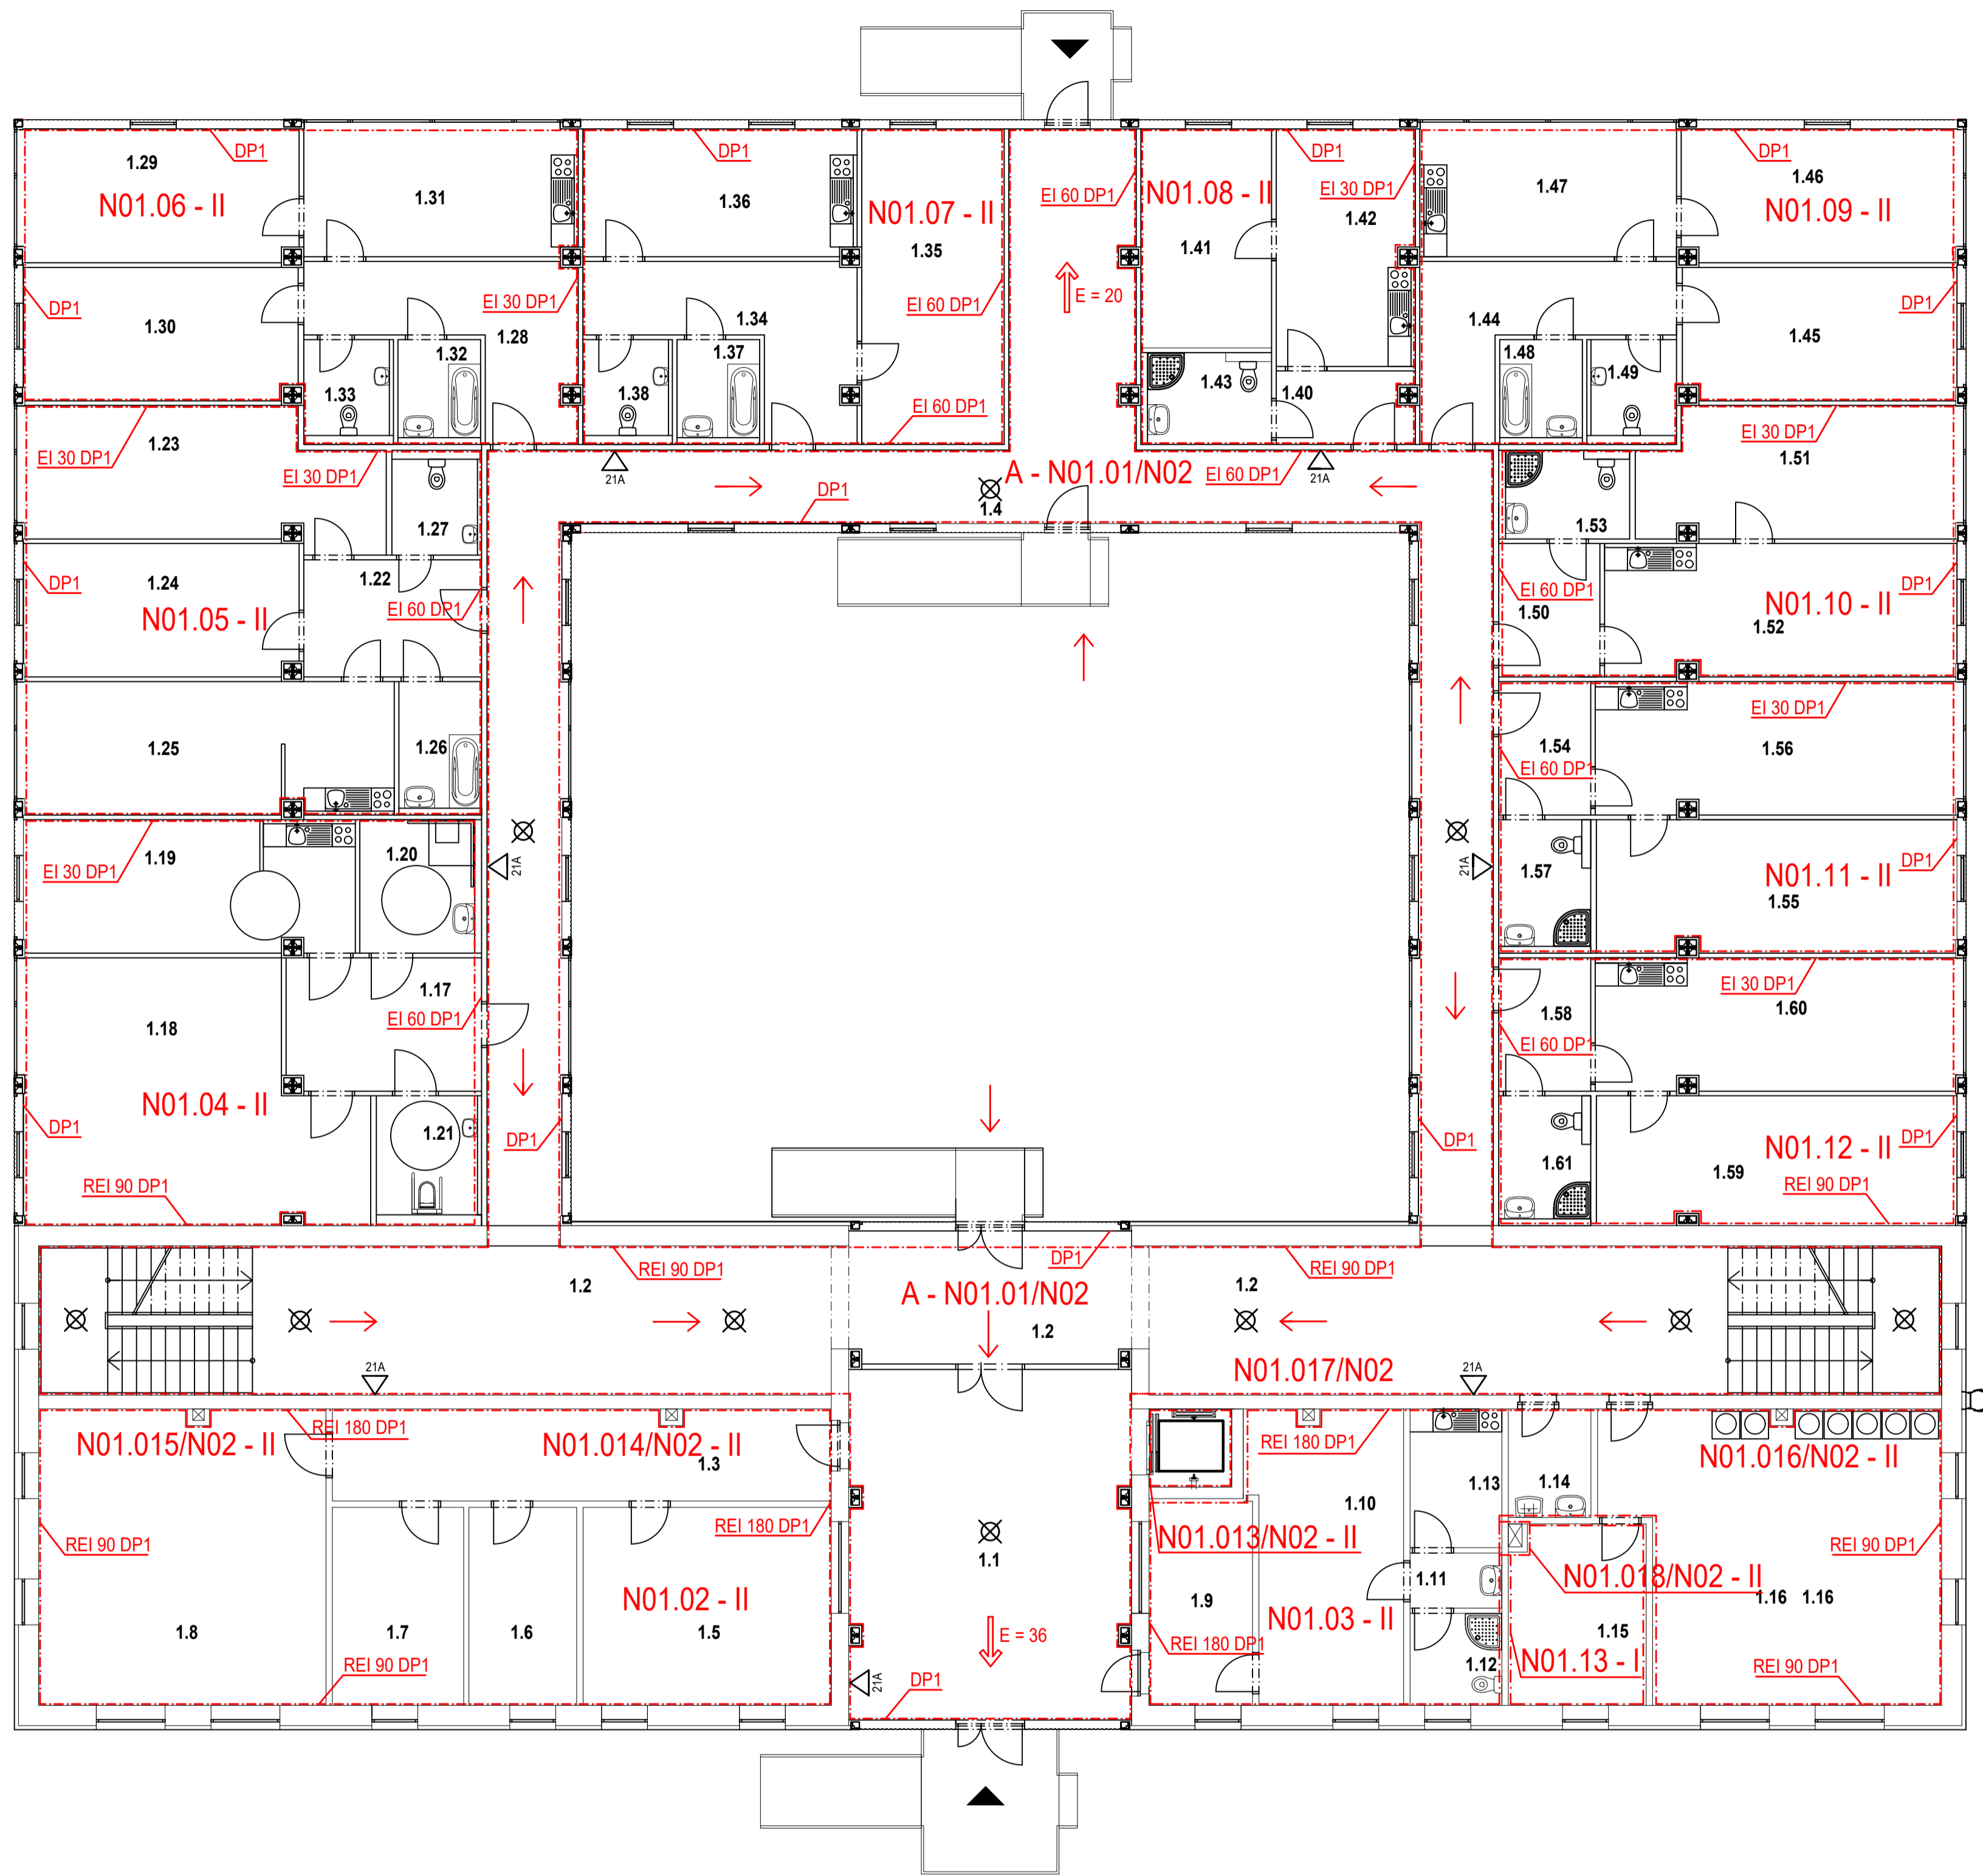 DP1
DP1
DP1
DP1
1.29
1.31
1.36
1.46
1.47
N01.06 - II
N01.07 - II
N01.08 - II
N01.09 - II
EI 60 DP1
EI 30 DP1
1.42
1.35
1.41
DP1
EI 30 DP1
EI 60 DP1
E = 20
DP1
1.30
1.28
1.34
1.44
1.45
1.32
1.37
1.48
1.33
1.38
1.43
1.40
1.49
EI 60 DP1
1.23
EI 30 DP1
EI 30 DP1
EI 30 DP1
1.51
21A
A - N01.01/N02
EI 60 DP1
21A
DP1
1.4
1.27
1.53
DP1
1.24
1.22
EI 60 DP1
N01.05 - II
EI 60 DP1
1.50
N01.10 - II
DP1
1.52
1.25
1.26
EI 30 DP1
1.54
1.56
EI 60 DP1
1.19
1.20
EI 30 DP1
21A
21A
1.57
N01.11 - II
DP1
1.55
1.17
1.18
EI 60 DP1
EI 30 DP1
1.58
1.60
EI 60 DP1
N01.04 - II
DP1
1.21
DP1
DP1
1.61
N01.12 - II
DP1
1.59
REI 90 DP1
REI 90 DP1
REI 90 DP1
DP1
REI 90 DP1
1.2
1.2
A - N01.01/N02
1.2
21A
N01.017/N02
21A
N01.015/N02 - II
REI 180 DP1
N01.014/N02 - II
1.3
REI 180 DP1
N01.016/N02 - II
1.13
1.14
1.10
REI 90 DP1
REI 180 DP1
1.1
N01.013/N02 - II
REI 90 DP1
1.11
N01.018/N02 - II
N01.02 - II
1.9
1.16
1.16
N01.03 - II
1.8
1.7
1.6
1.5
E = 36
REI 180 DP1
1.15
REI 90 DP1
21A
DP1
1.12
N01.13 - I
REI 90 DP1